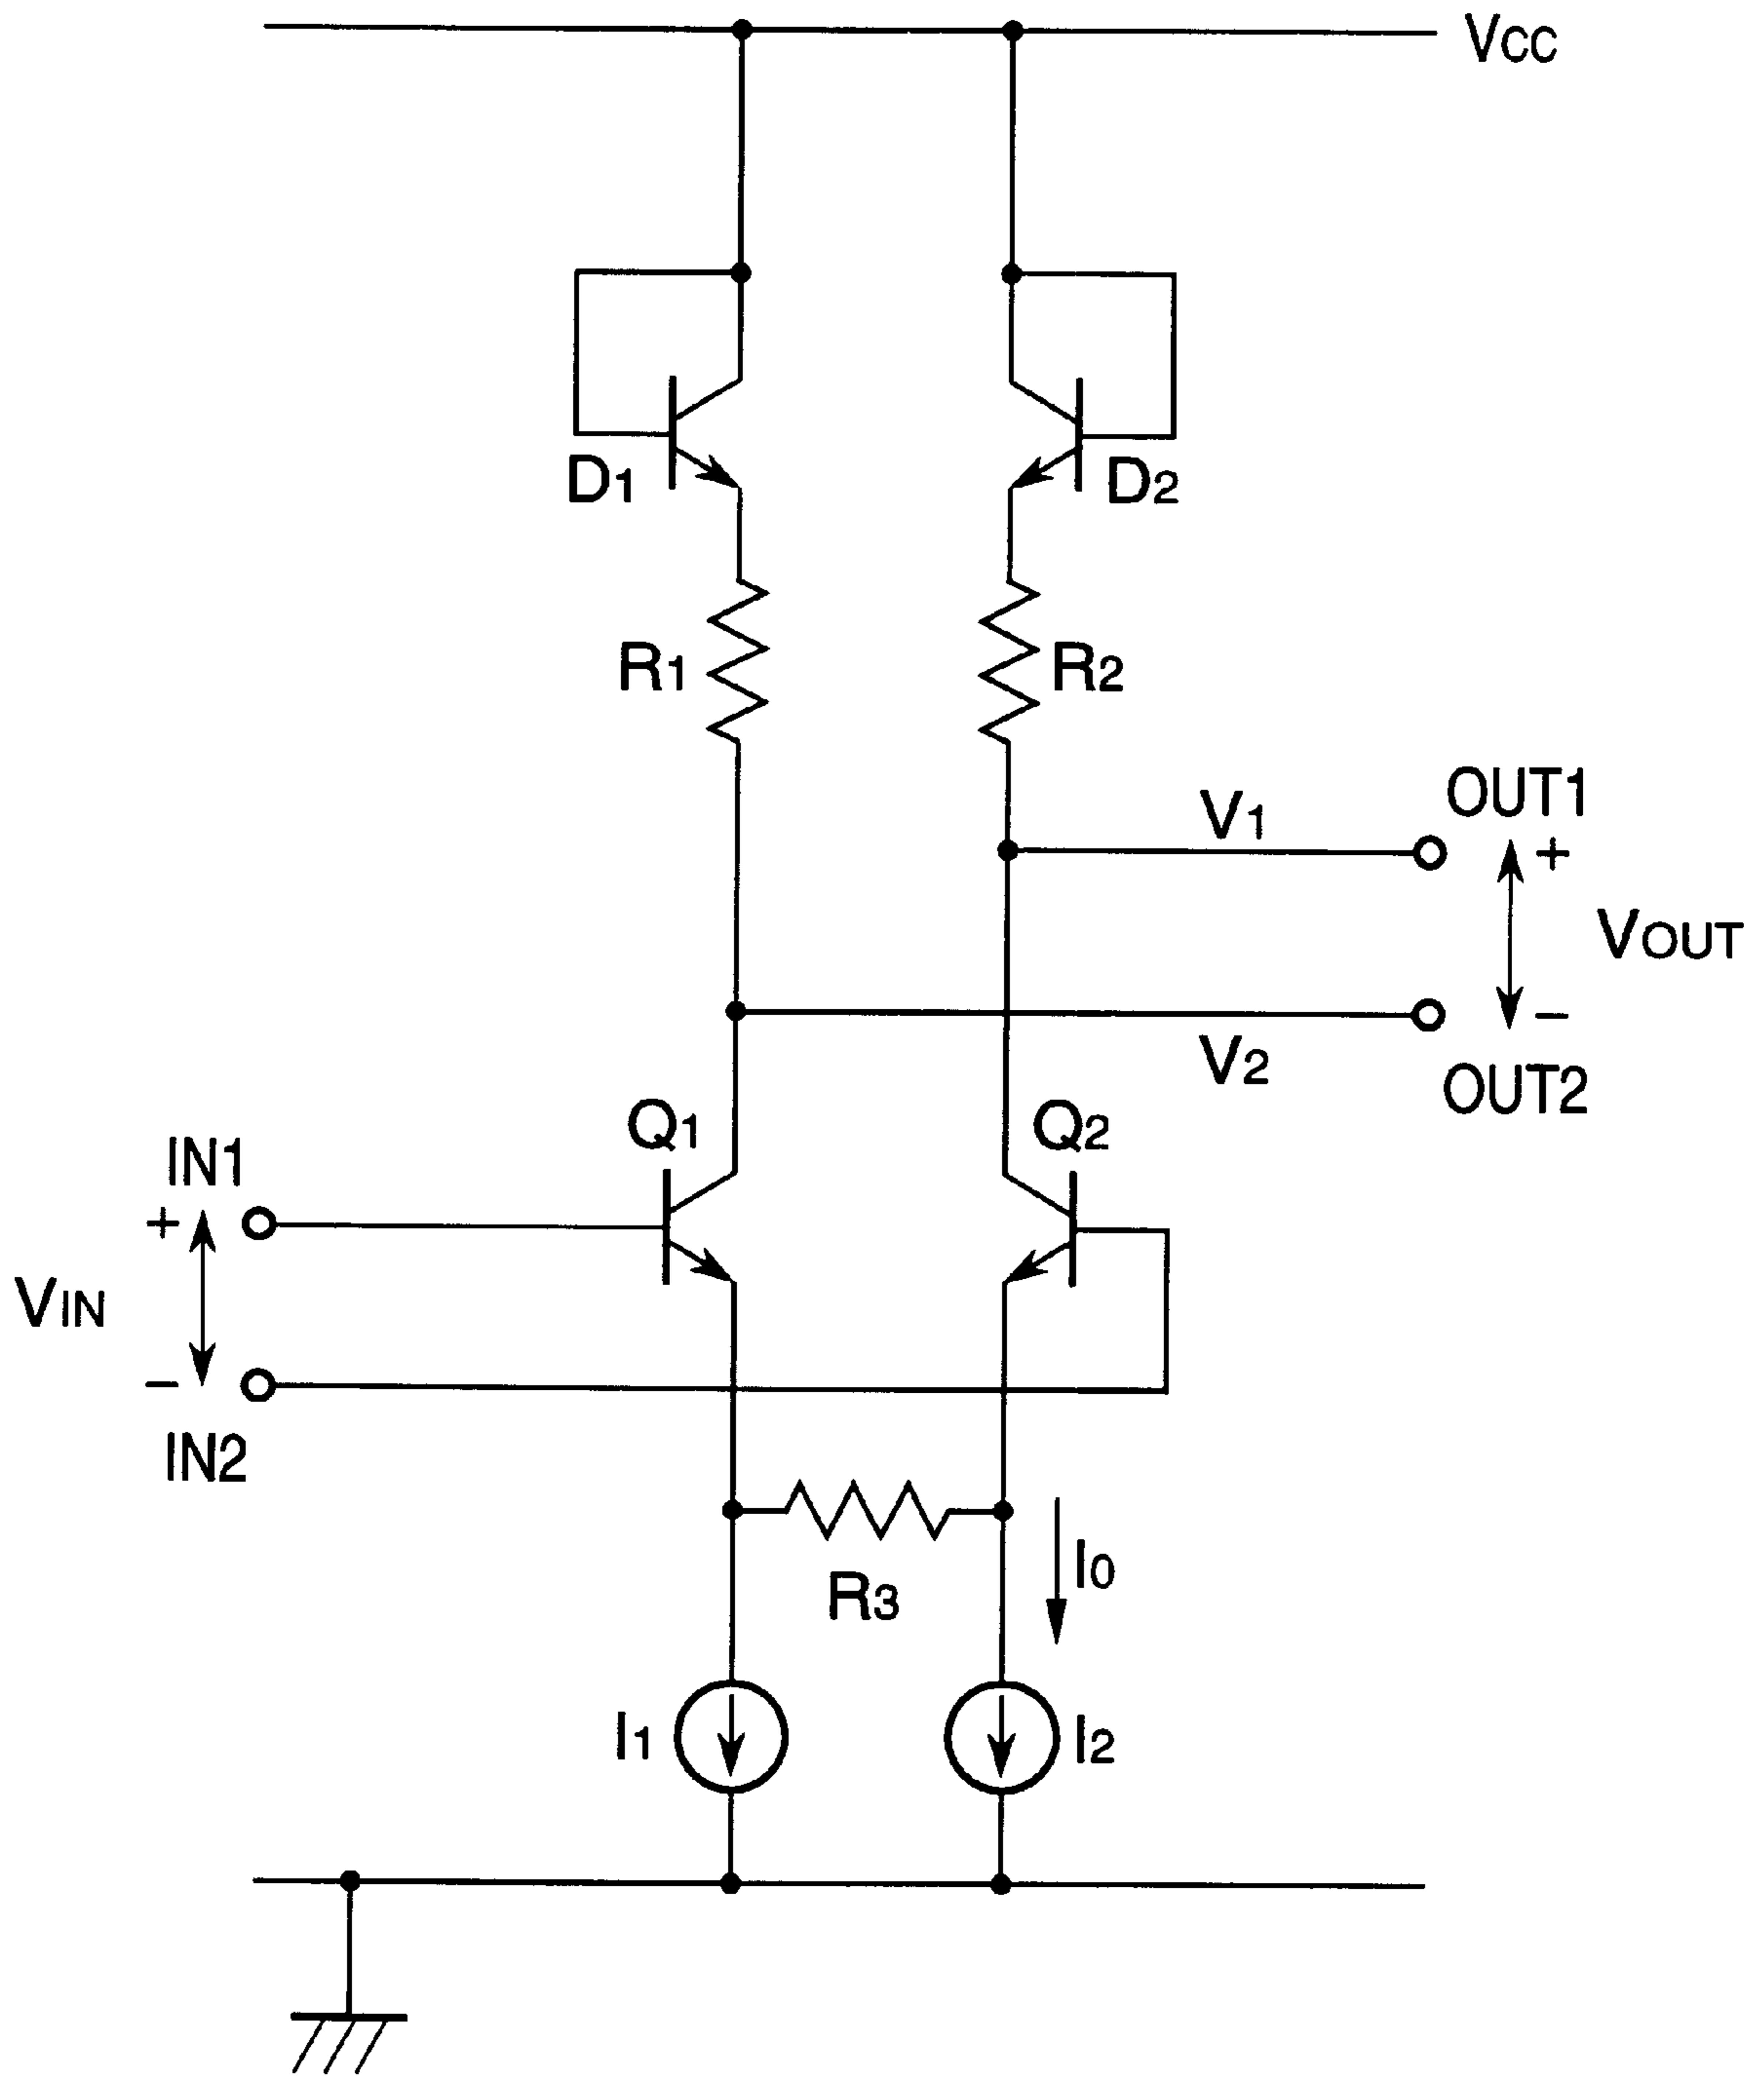 VCC
D1
D2
R1
R2
OUT1
V1
+
VOUT
−
V2
OUT2
Q1
Q2
IN1
+
VIN
−
IN2
R3
I0
I1
I2